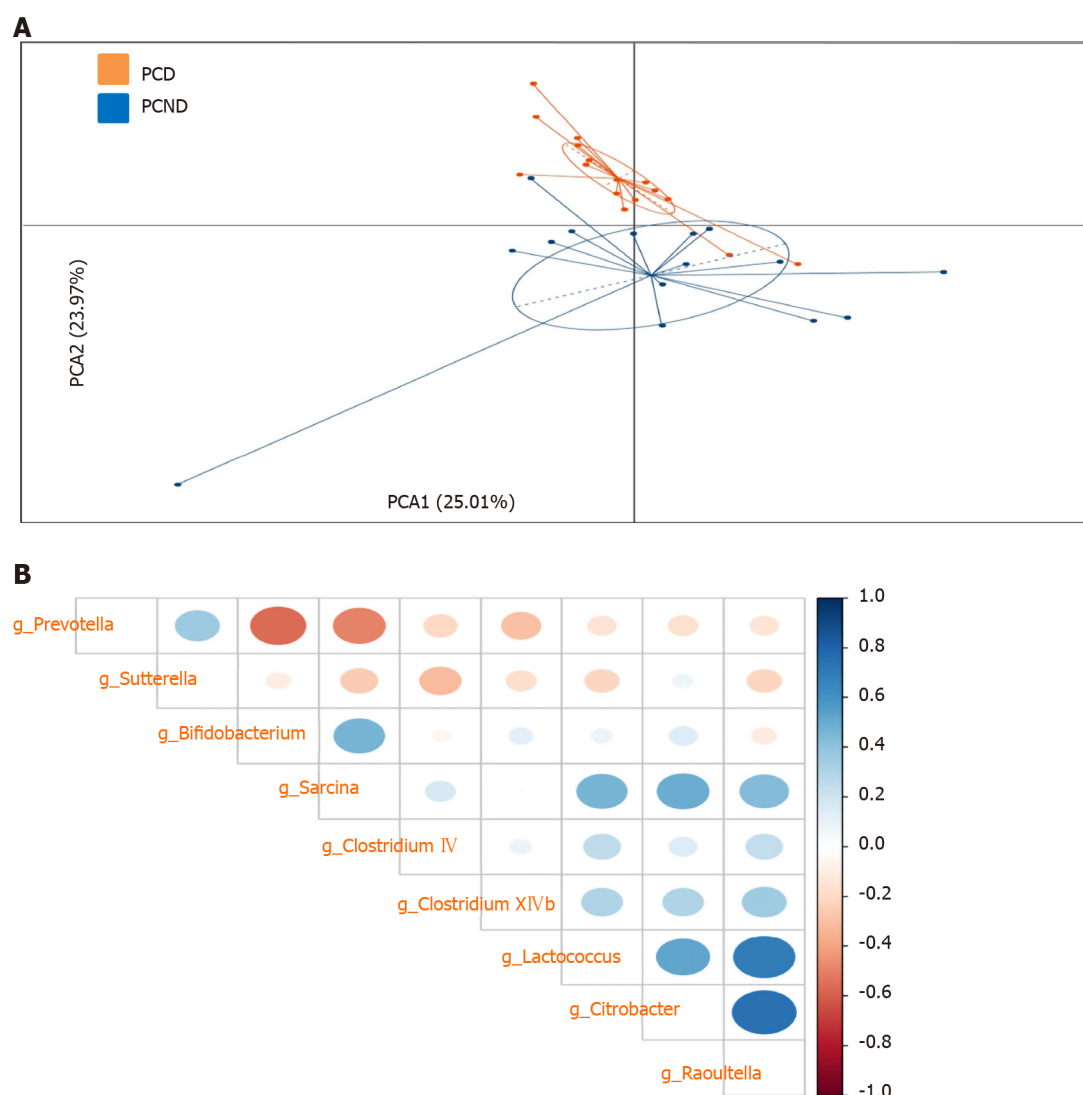 A
PCD
PCND
PCA2 (23.97%)
PCA1 (25.01%)
B
g_Prevotella
g_Sutterella
g_Bifidobacterium
g_Sarcina
g_Clostridium Ⅳ
g_Clostridium XⅣb
g_Lactococcus
g_Citrobacter
g_Raoultella
1.0
0.8
0.6
0.4
0.2
0.0
-0.2
-0.4
-0.6
-0.8
-1.0